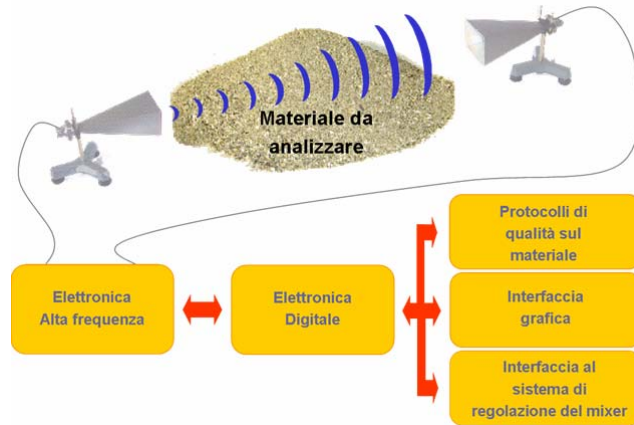 Materiale da
analizzare
Protocolli di
qualità sul
materiale
Elettronica
Alta frequenza
Elettronica
Digitale
Interfaccia
grafica
Interfaccia al
sistema di
regolazione del mixer